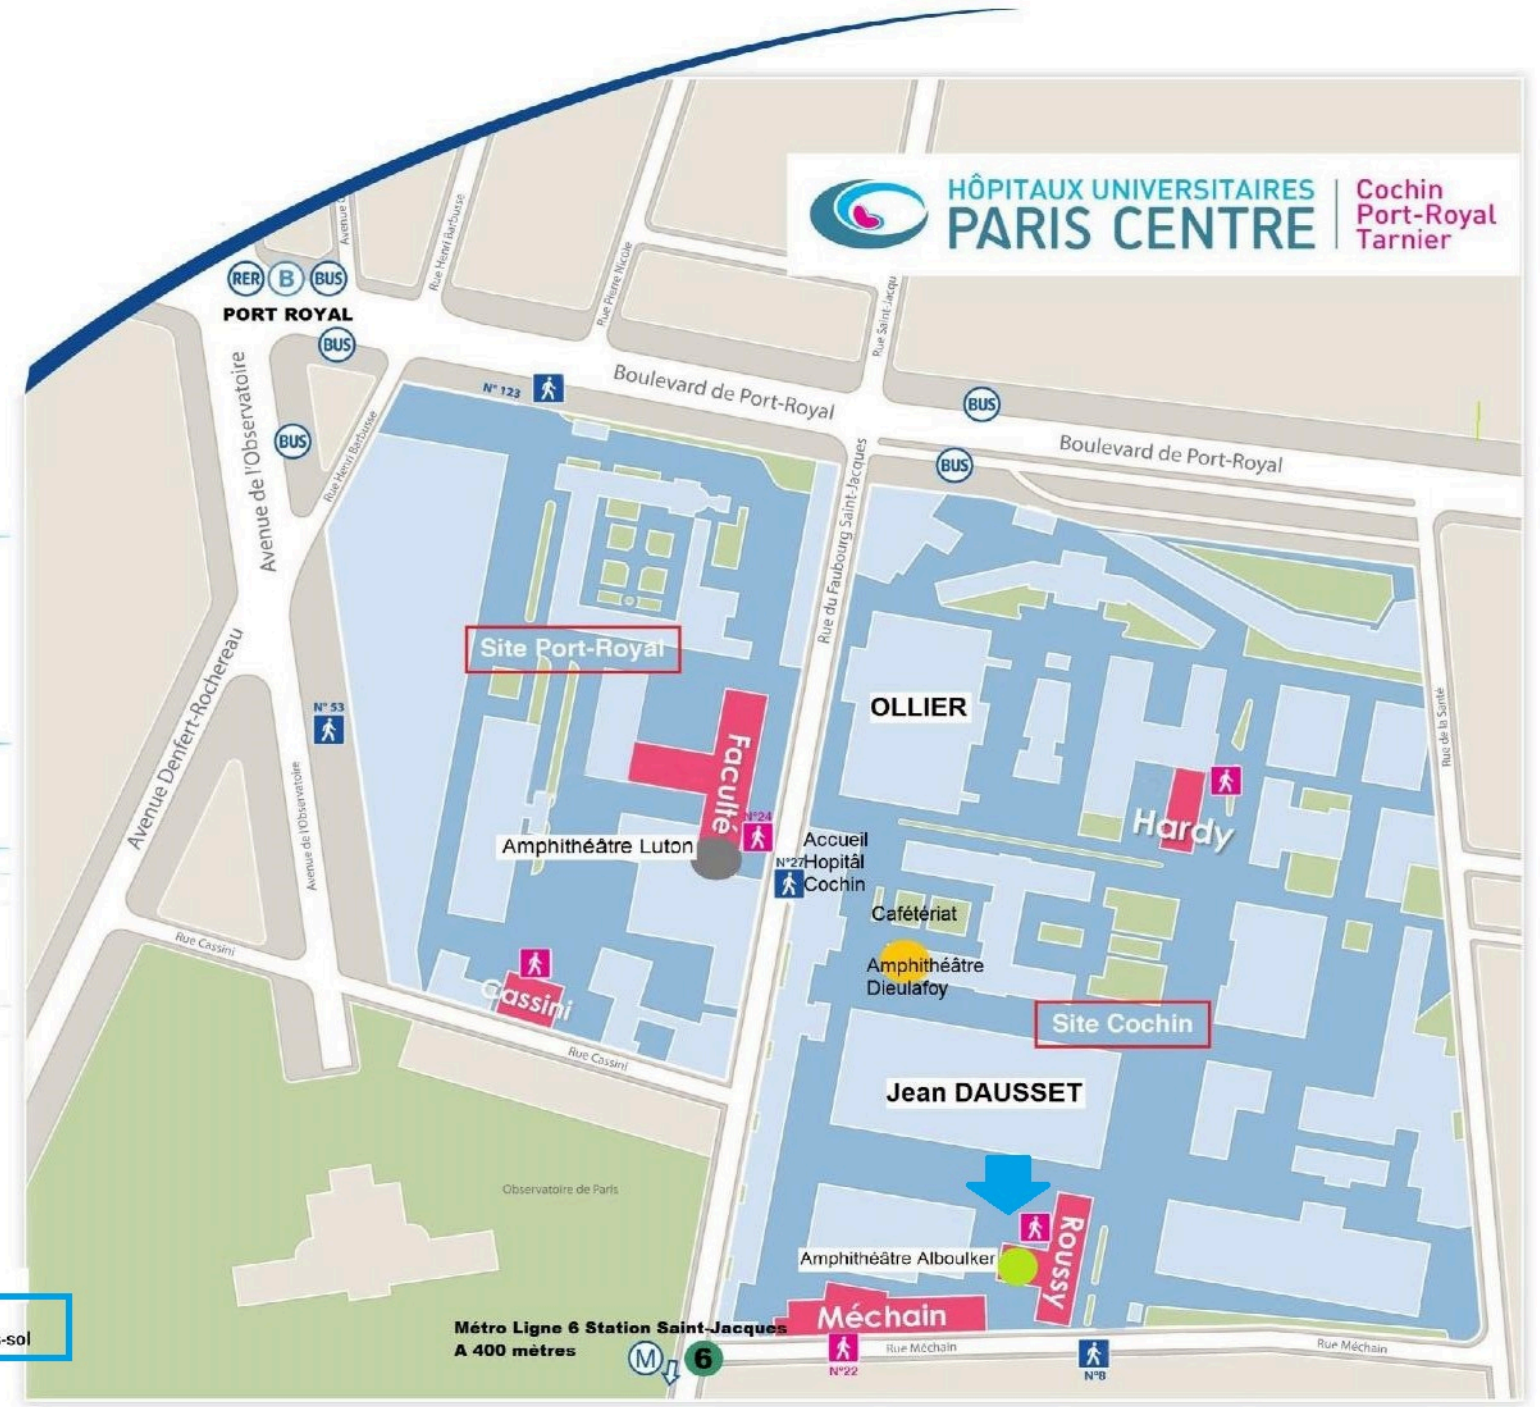 HÔPITAUX UNIVERSITAIRES
PARIS CENTRE
Cochin
Port-Royal
Tarnier
Rue Henri Barbusse
Rue Pierre Nicole
RER B BUS
PORT ROYAL
BUS
BUS
Avenue de l'Observatoire
Rue Henri Barbusse
N° 123
Boulevard de Port-Royal
BUS
BUS
Boulevard de Port-Royal
Rue du Faubourg Saint-Jacques
Site Port-Royal
OLLIER
Rue de la Santé
N° 53
Avenue Denfert-Rochereau
Avenue de l'Observatoire
Faculté
Hardy
N°24
Amphithéâtre Luton
Accueil
N°27 Hopitâl
Cochin
Cafétériat
Amphithéâtre
Dieulafoy
Rue Cassini
Cassini
Rue Cassini
Site Cochin
Jean DAUSSET
Observatoire de Paris
Roussy
Amphithéâtre Alboulker
Méchain
Métro Ligne 6 Station Saint-Jacques
A 400 mètres
M 6
Rue Méchain
Rue Méchain
N°22
N°8
s-sol